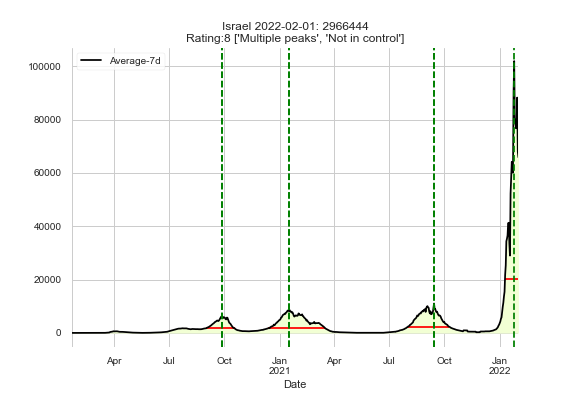 Israel 2022-02-01: 2966444
Rating:8 ['Multiple peaks', 'Not in control']
Average-7d
100000
80000
60000
40000
20000
0
Apr Jul Oct Jan Apr Jul Oct Jan
2021 2022
Date